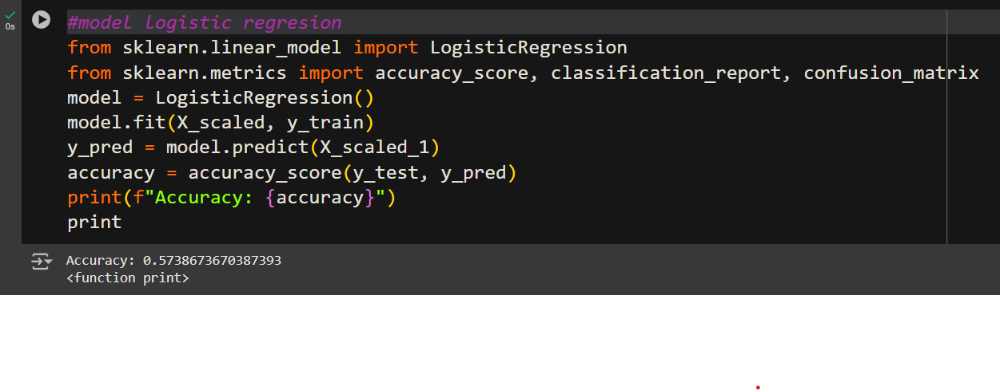 0s
#model logistic regresion
from sklearn.linear_model import LogisticRegression
from sklearn.metrics import accuracy_score, classification_report, confusion_matrix
model = LogisticRegression()
model.fit(X_scaled, y_train)
y_pred = model.predict(X_scaled_1)
accuracy = accuracy_score(y_test, y_pred)
print(f"Accuracy: {accuracy}")
print
Accuracy: 0.5738673670387393
<function print>